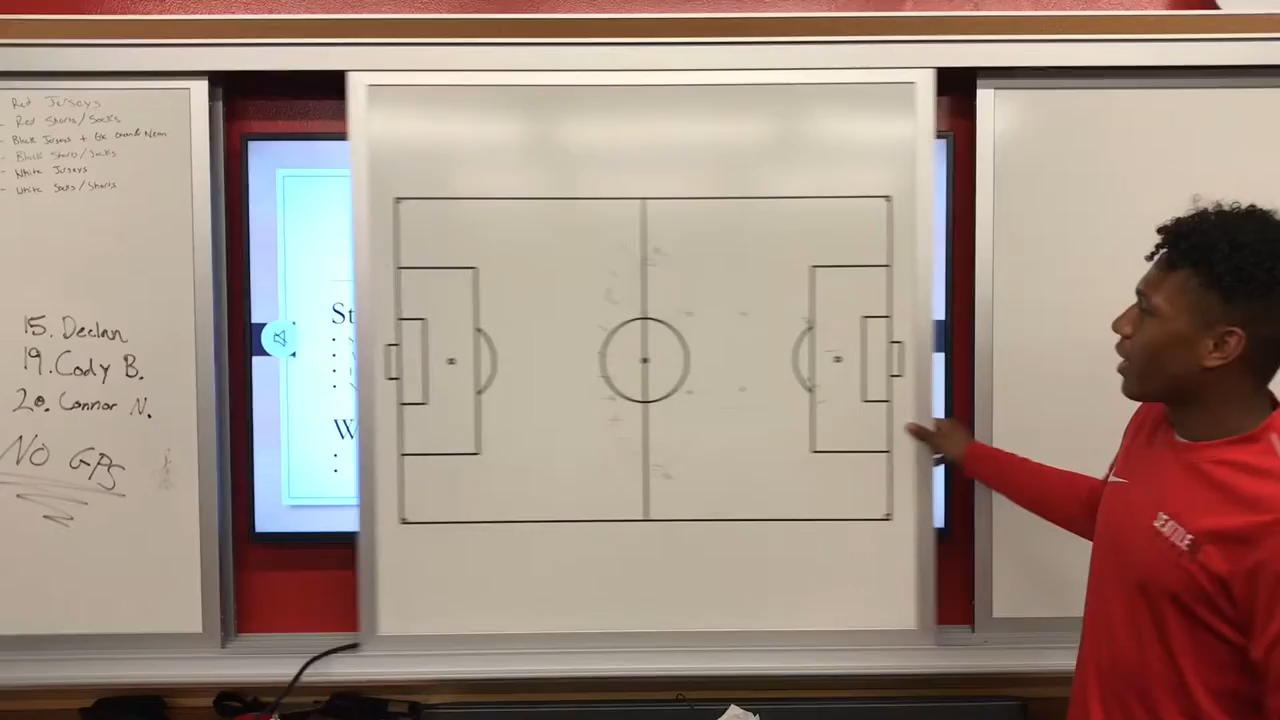 Red Jerseys
- Red Shorts/Socks
- Black Jerseys +
- Black Shorts/Socks
- White Jerseys
- White Socks/Shorts
15. Declan
19. Cody B.
20. Connor N.
NO GPS
St
W
SEATTLE